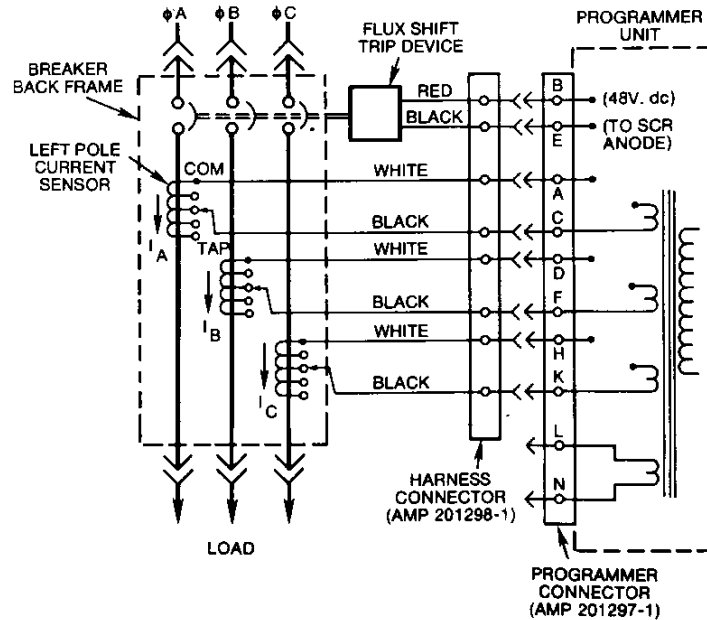 ϕA
ϕB
ϕC
FLUX SHIFT
TRIP DEVICE
PROGRAMMER
UNIT
BREAKER
BACK FRAME
RED
BLACK
B
(48V. dc)
E
(TO SCR
ANODE)
LEFT POLE
CURRENT
SENSOR
COM
WHITE
A
BLACK
C
I A
TAP
WHITE
D
BLACK
F
I B
WHITE
H
BLACK
K
I C
L
N
HARNESS
CONNECTOR
(AMP 201298-1)
LOAD
PROGRAMMER
CONNECTOR
(AMP 201297-1)